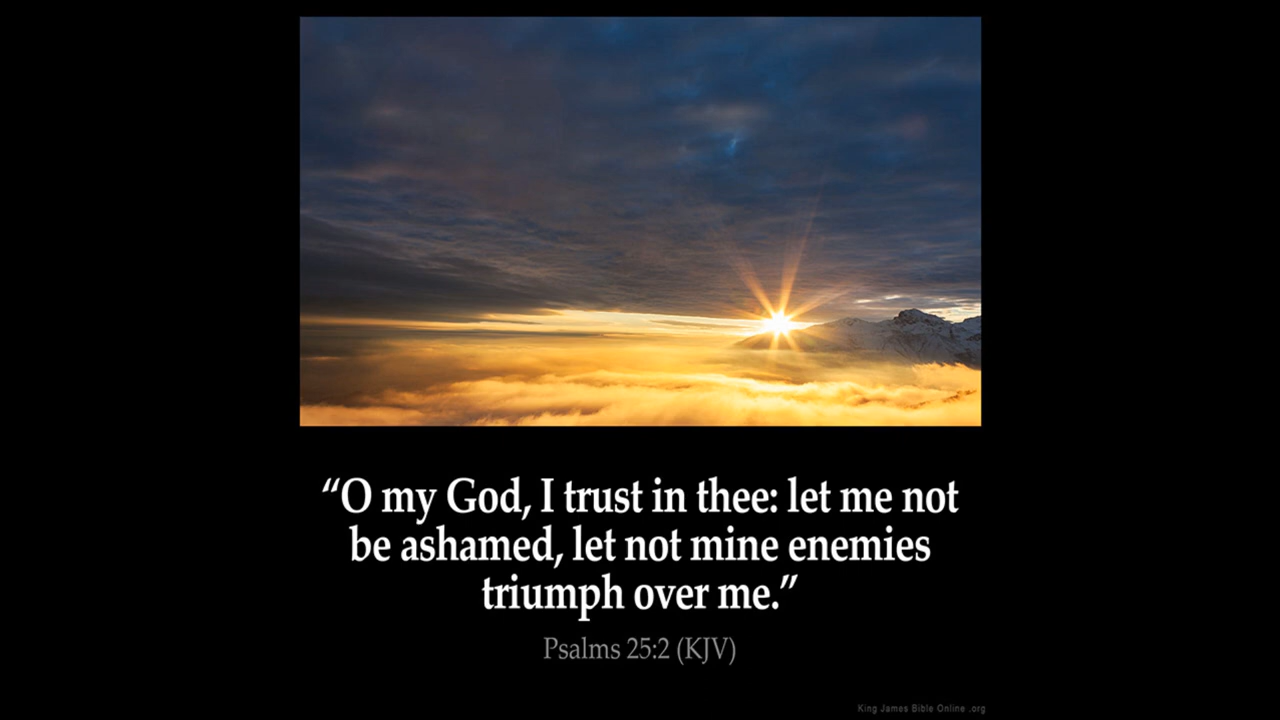 “O my God, I trust in thee: let me not
be ashamed, let not mine enemies
triumph over me.”
Psalms 25:2 (KJV)
King James Bible Online .org